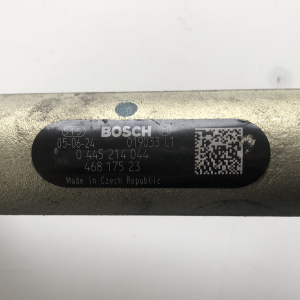 BOSCH
05-06-24 019033 L1
0 445 214 044
468 175 23
Made in Czech Republic